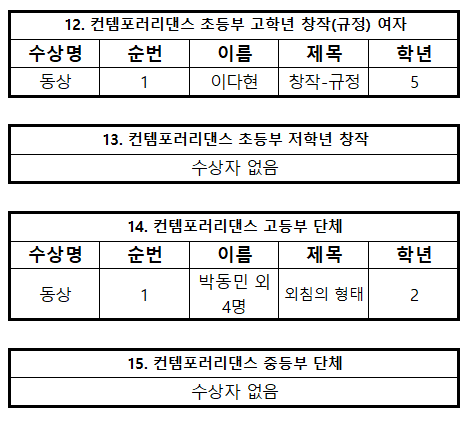 12. 컨템포러리댄스 초등부 고학년 창작(규정) 여자
수상명 순번 이름 제목 학년
동상 1 이다현 창작-규정 5
13. 컨템포러리댄스 초등부 저학년 창작
수상자 없음
14. 컨템포러리댄스 고등부 단체
수상명 순번 이름 제목 학년
동상 1 박동민 외 4명 외침의 형태 2
15. 컨템포러리댄스 중등부 단체
수상자 없음